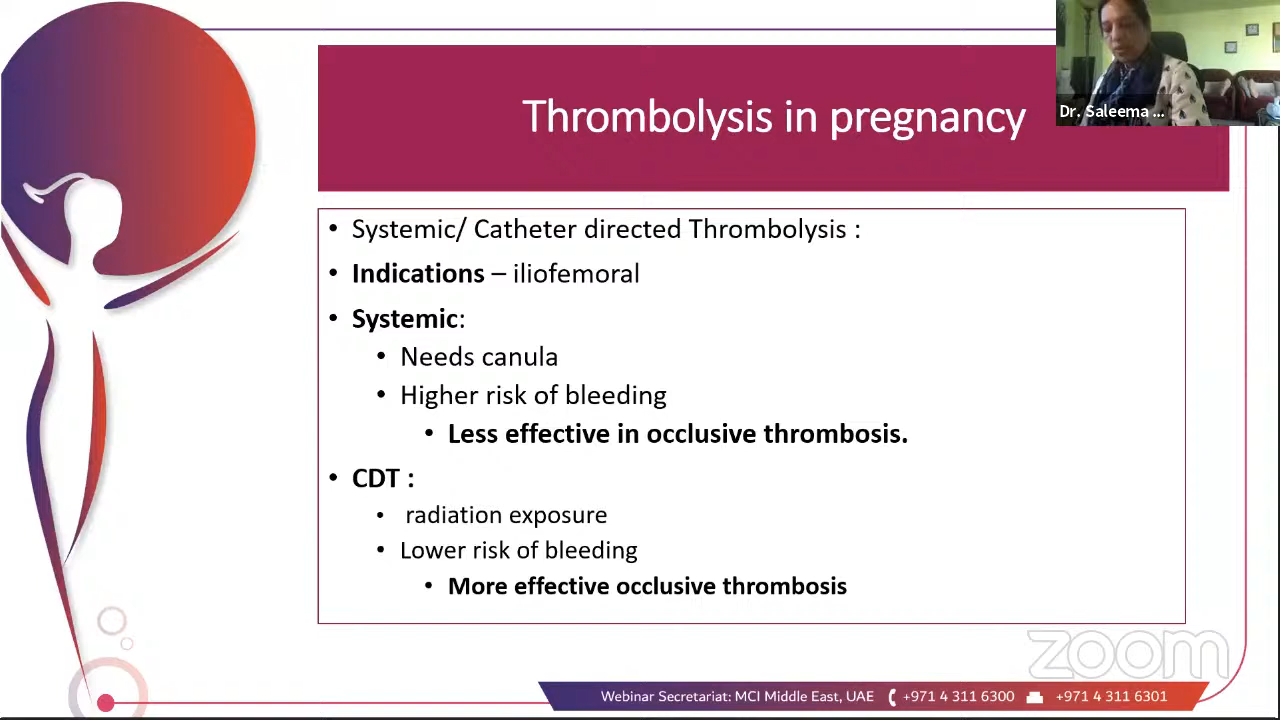 Thrombolysis in pregnancy
Dr. Saleema ...
• Systemic/ Catheter directed Thrombolysis :
• Indications – iliofemoral
• Systemic:
• Needs canula
• Higher risk of bleeding
• Less effective in occlusive thrombosis.
• CDT :
• radiation exposure
• Lower risk of bleeding
• More effective occlusive thrombosis
zoom
Webinar Secretariat: MCI Middle East, UAE +971 4 311 6300 +971 4 311 6301